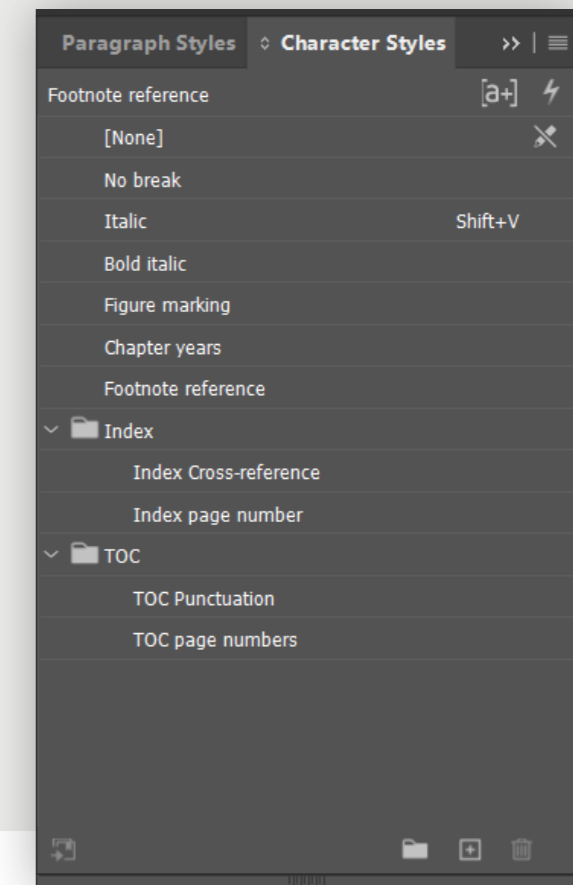 Paragraph Styles Character Styles
Footnote reference [a+]
[None]
No break
Italic Shift+V
Bold italic
Figure marking
Chapter years
Footnote reference
Index
Index Cross-reference
Index page number
TOC
TOC Punctuation
TOC page numbers